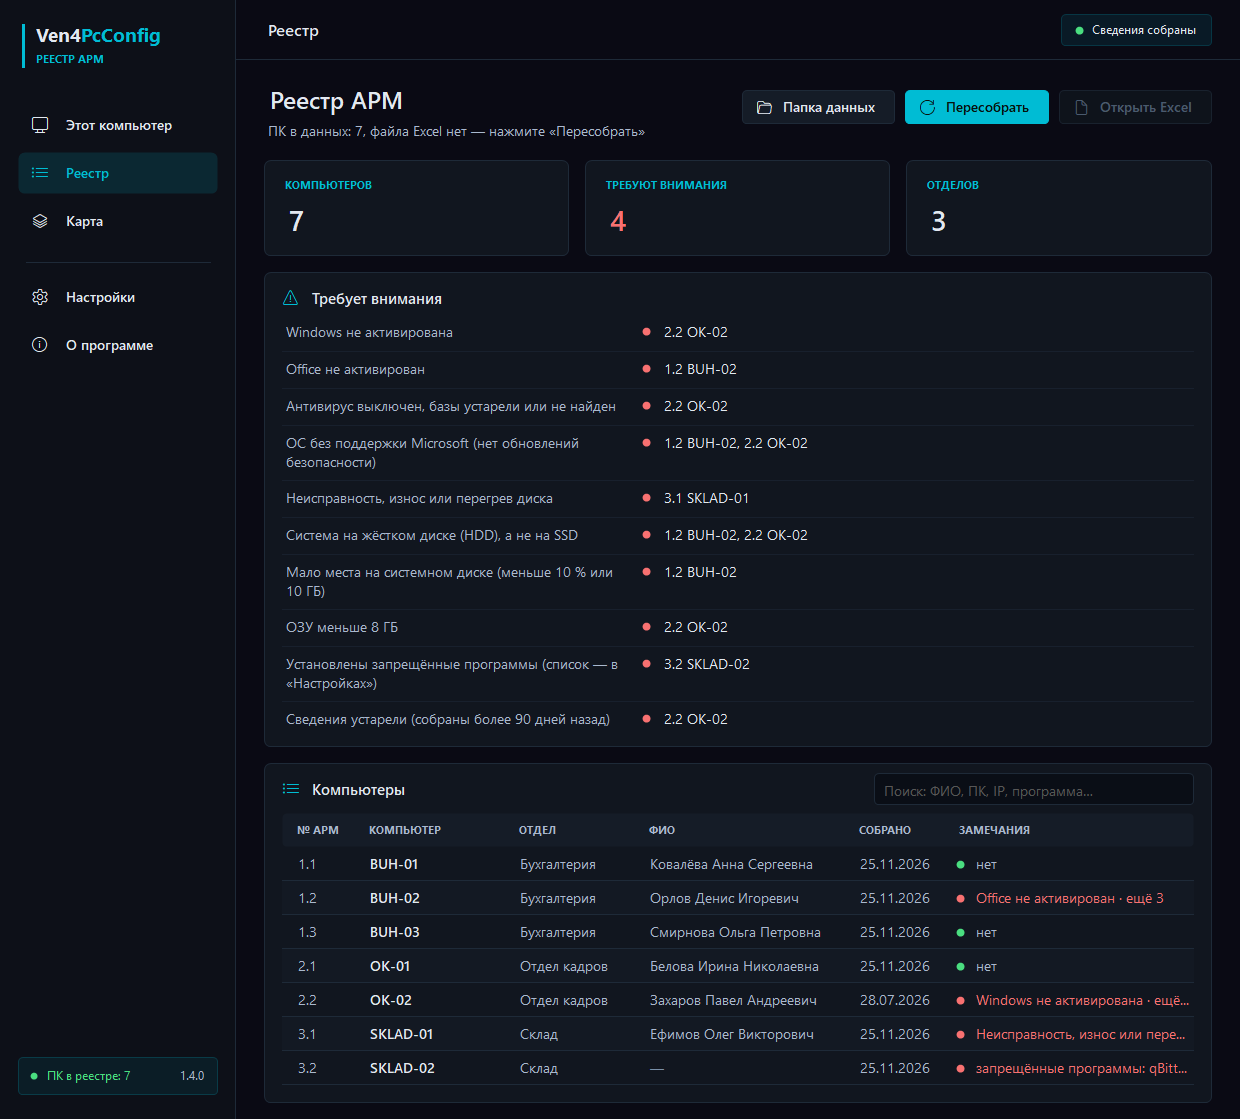 Ven4PcConfig
РЕЕСТР АРМ
Этот компьютер
Реестр
Карта
Настройки
О программе
ПК в реестре: 7 1.4.0
Реестр
Сведения собраны
Реестр АРМ
ПК в данных: 7, файла Excel нет — нажмите «Пересобрать»
Папка данных
Пересобрать
Открыть Excel
КОМПЬЮТЕРОВ
7
ТРЕБУЮТ ВНИМАНИЯ
4
ОТДЕЛОВ
3
Требует внимания
Windows не активирована 2.2 OK-02
Office не активирован 1.2 BUH-02
Антивирус выключен, базы устарели или не найден 2.2 OK-02
ОС без поддержки Microsoft (нет обновлений 1.2 BUH-02, 2.2 OK-02
безопасности)
Неисправность, износ или перегрев диска 3.1 SKLAD-01
Система на жёстком диске (HDD), а не на SSD 1.2 BUH-02, 2.2 OK-02
Мало места на системном диске (меньше 10 % или 1.2 BUH-02
10 ГБ)
ОЗУ меньше 8 ГБ 2.2 OK-02
Установлены запрещённые программы (список — в 3.2 SKLAD-02
«Настройках»)
Сведения устарели (собраны более 90 дней назад) 2.2 OK-02
Компьютеры
Поиск: ФИО, ПК, IP, программа...
№ АРМ КОМПЬЮТЕР ОТДЕЛ ФИО СОБРАНО ЗАМЕЧАНИЯ
1.1 BUH-01 Бухгалтерия Ковалёва Анна Сергеевна 25.11.2026 нет
1.2 BUH-02 Бухгалтерия Орлов Денис Игоревич 25.11.2026 Office не активирован · ещё 3
1.3 BUH-03 Бухгалтерия Смирнова Ольга Петровна 25.11.2026 нет
2.1 OK-01 Отдел кадров Белова Ирина Николаевна 25.11.2026 нет
2.2 OK-02 Отдел кадров Захаров Павел Андреевич 28.07.2026 Windows не активирована · ещё...
3.1 SKLAD-01 Склад Ефимов Олег Викторович 25.11.2026 Неисправность, износ или пере...
3.2 SKLAD-02 Склад — 25.11.2026 запрещённые программы: qBitt...